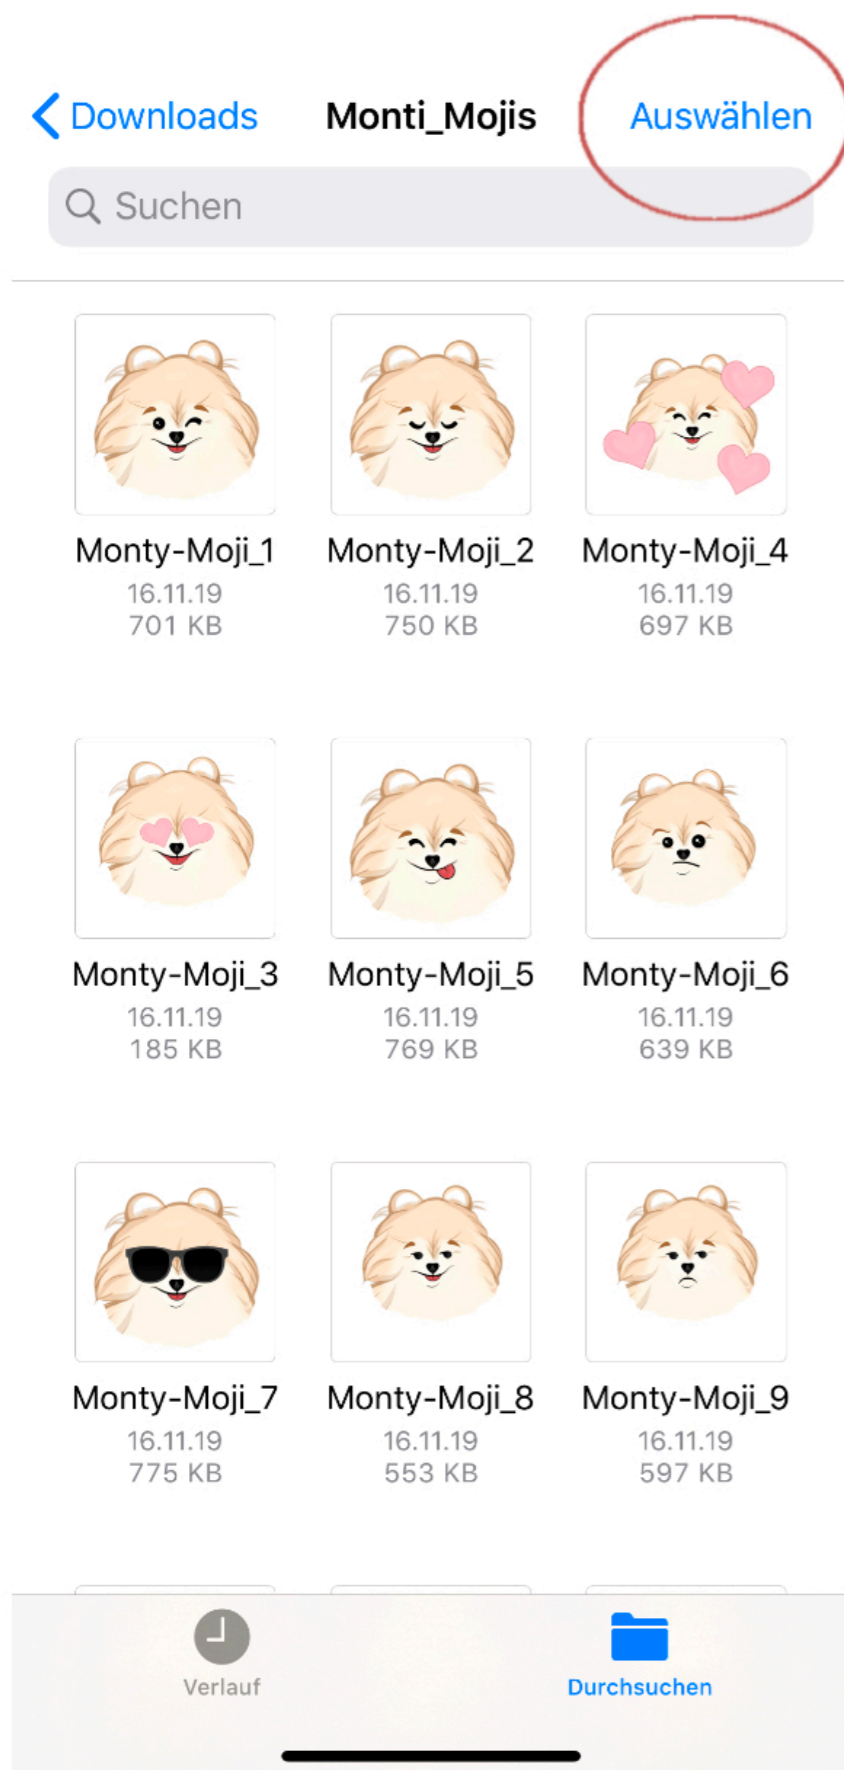 Downloads Monti_Mojis Auswählen
Suchen
Monty-Moji_1 Monty-Moji_2 Monty-Moji_4
16.11.19 16.11.19 16.11.19
701 KB 750 KB 697 KB
Monty-Moji_3 Monty-Moji_5 Monty-Moji_6
16.11.19 16.11.19 16.11.19
185 KB 769 KB 639 KB
Monty-Moji_7 Monty-Moji_8 Monty-Moji_9
16.11.19 16.11.19 16.11.19
775 KB 553 KB 597 KB
Verlauf Durchsuchen